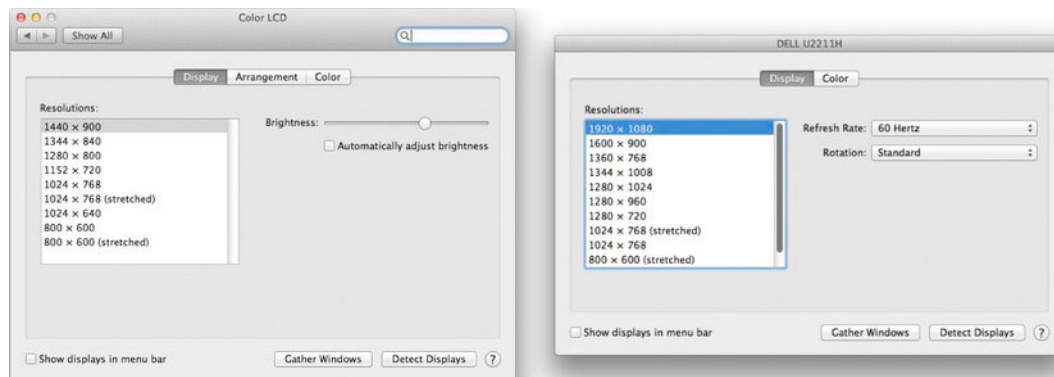 Color LCD
Show All
Display Arrangement Color
Resolutions:
1440 × 900
1344 × 840
1280 × 800
1152 × 720
1024 × 768
1024 × 768 (stretched)
1024 × 640
800 × 600
800 × 600 (stretched)
Brightness:
Automatically adjust brightness
Show displays in menu bar
Gather Windows
Detect Displays
?
DELL U2211H
Display Color
Resolutions:
1920 × 1080
1600 × 900
1360 × 768
1344 × 1008
1280 × 1024
1280 × 960
1280 × 720
1024 × 768 (stretched)
1024 × 768
800 × 600 (stretched)
Refresh Rate: 60 Hertz
Rotation: Standard
Show displays in menu bar
Gather Windows
Detect Displays
?